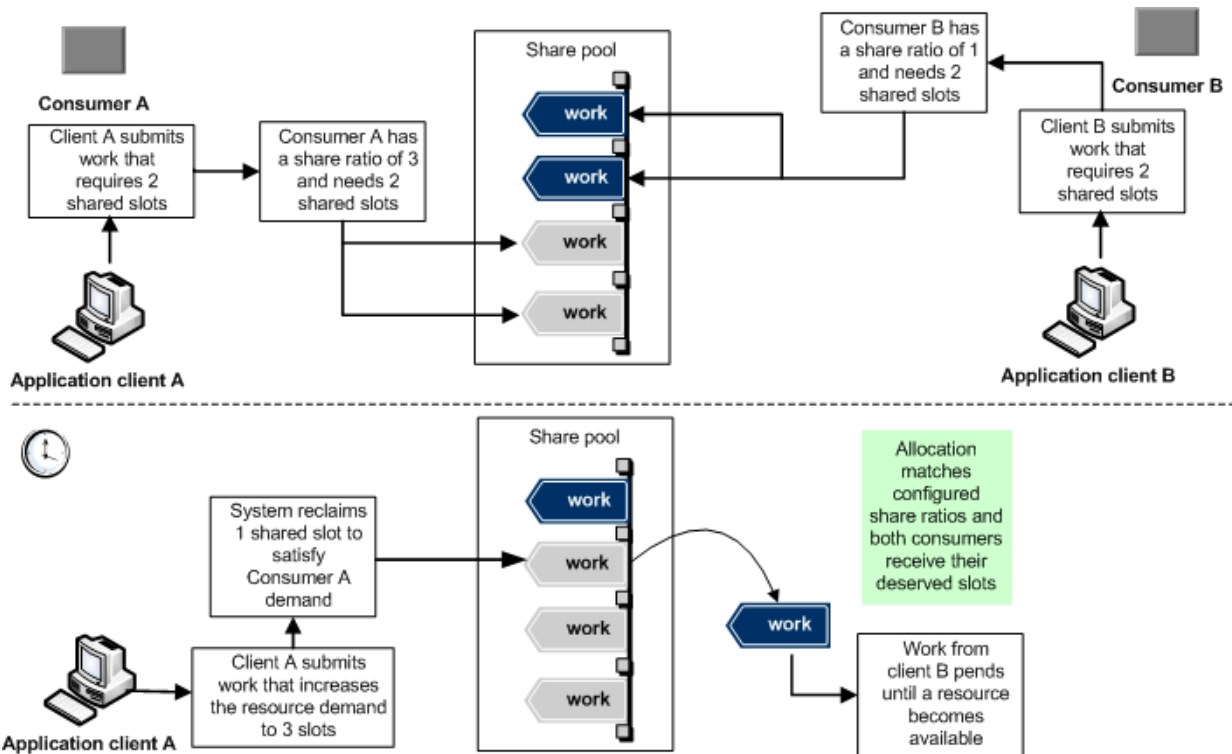 Consumer A
Client A submits
work that
requires 2
shared slots
Application client A
Consumer A has
a share ratio of 3
and needs 2
shared slots
Share pool
work
work
work
work
Consumer B has
a share ratio of 1
and needs 2
shared slots
Consumer B
Client B submits
work that
requires 2
shared slots
Application client B
System reclaims
1 shared slot to
satisfy
Consumer A
demand
Client A submits
work that increases
the resource demand
to 3 slots
Application client A
Share pool
work
work
work
work
work
Allocation
matches
configured
share ratios and
both consumers
receive their
deserved slots
Work from
client B pends
until a resource
becomes
available